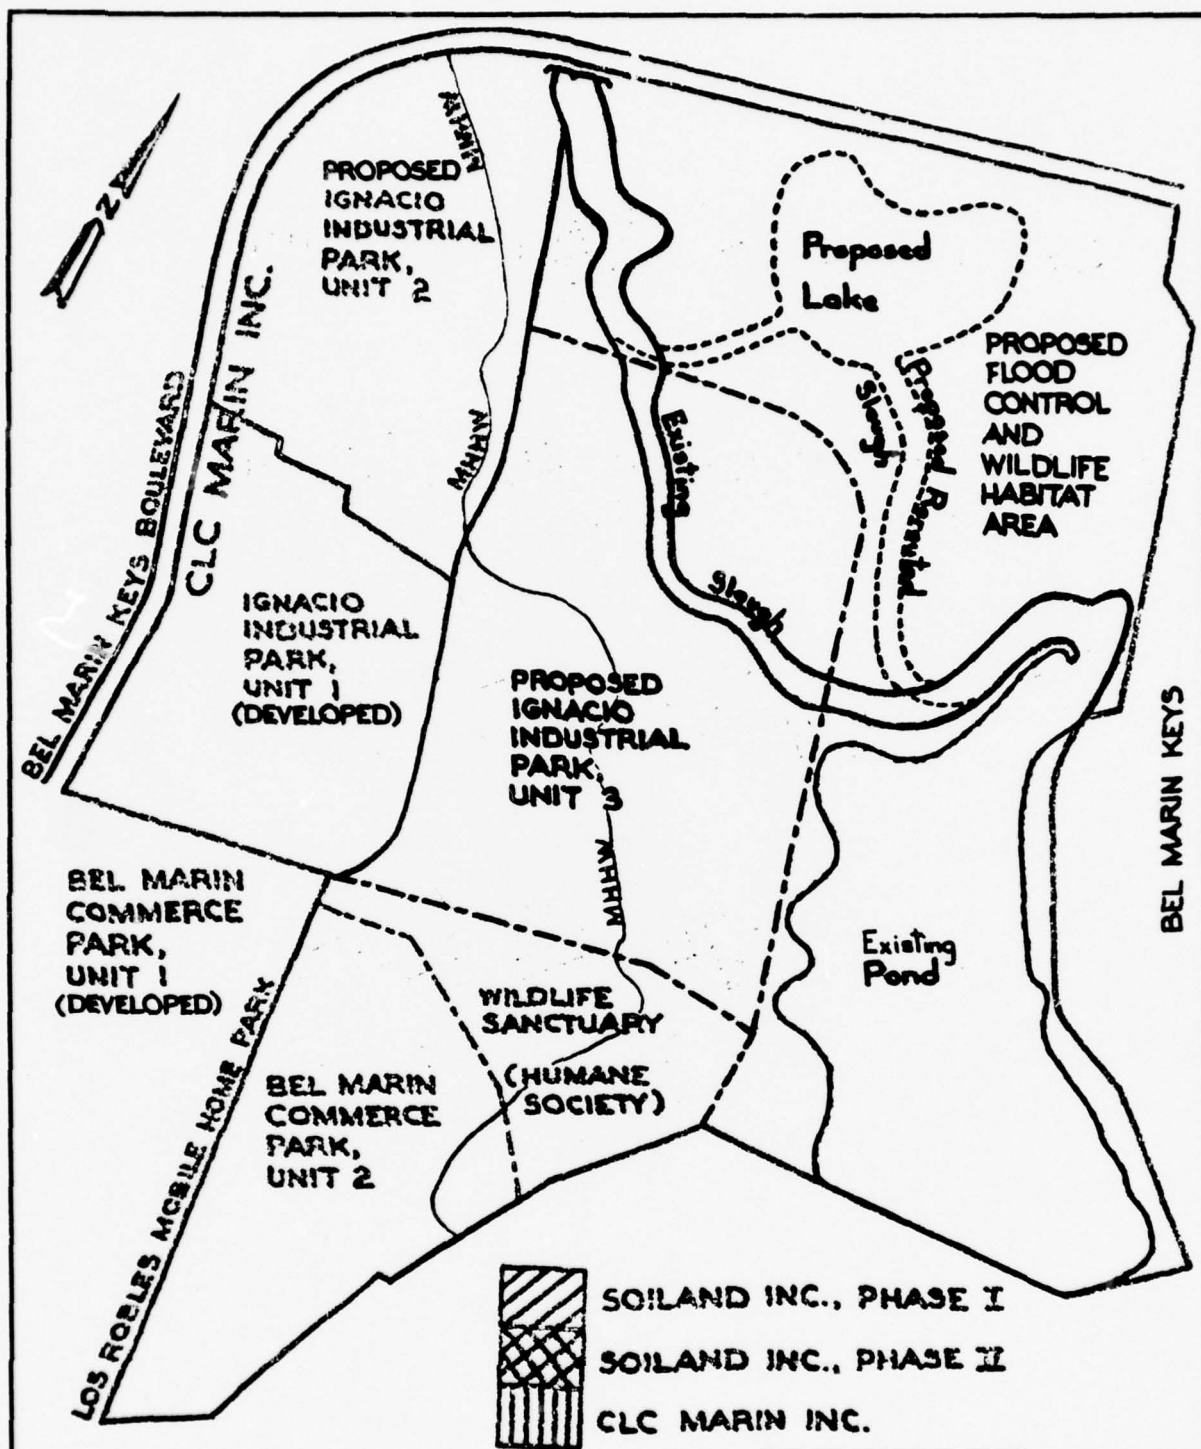 N
MHHW
PROPOSED
IGNACIO
INDUSTRIAL
PARK,
UNIT 2
CLC MARIN INC.
BEL MARIN KEYS BOULEVARD
Proposed
Lake
PROPOSED
FLOOD
CONTROL
AND
WILDLIFE
HABITAT
AREA
Proposed Rerouted
Slough
Existing
Slough
MHHW
IGNACIO
INDUSTRIAL
PARK,
UNIT 1
(DEVELOPED)
PROPOSED
IGNACIO
INDUSTRIAL
PARK,
UNIT 3
BEL MARIN KEYS
MHHW
BEL MARIN
COMMERCE
PARK,
UNIT 1
(DEVELOPED)
Existing
Pond
WILDLIFE
SANCTUARY
(HUMANE
SOCIETY)
BEL MARIN
COMMERCE
PARK,
UNIT 2
LOS ROBLES MOBILE HOME PARK
SOILAND INC., PHASE I
SOILAND INC., PHASE II
CLC MARIN INC.